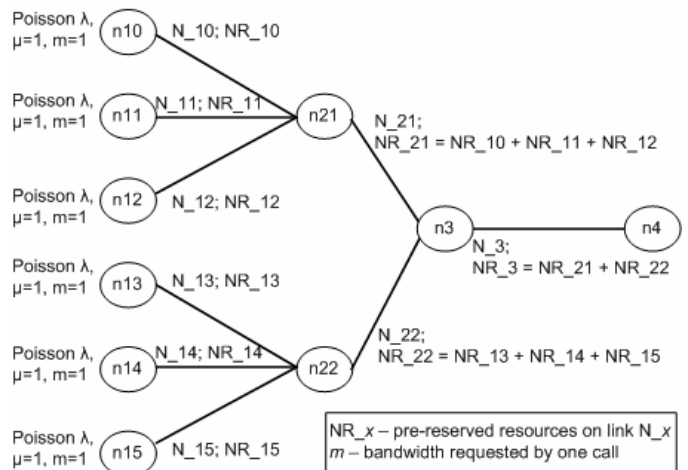 Poisson λ,
μ=1, m=1
n10
N_10; NR_10
Poisson λ,
μ=1, m=1
n11
N_11; NR_11
n21
N_21;
NR_21 = NR_10 + NR_11 + NR_12
Poisson λ,
μ=1, m=1
n12
N_12; NR_12
n3
n4
N_3;
NR_3 = NR_21 + NR_22
Poisson λ,
μ=1, m=1
n13
N_13; NR_13
Poisson λ,
μ=1, m=1
n14
N_14; NR_14
n22
N_22;
NR_22 = NR_13 + NR_14 + NR_15
Poisson λ,
μ=1, m=1
n15
N_15; NR_15
NR_x – pre-reserved resources on link N_x
m – bandwidth requested by one call